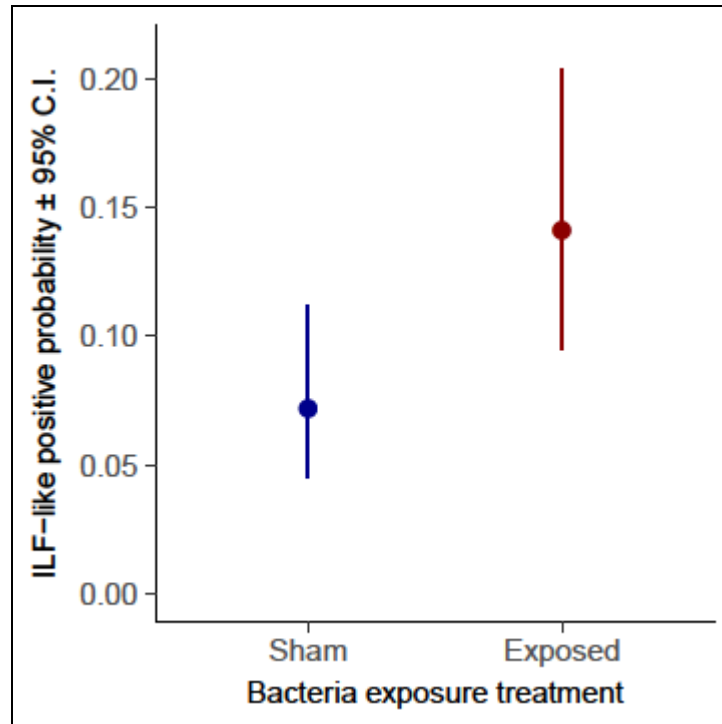 ILF-like positive probability ± 95% C.I.
0.20
0.15
0.10
0.05
0.00
Sham Exposed
Bacteria exposure treatment